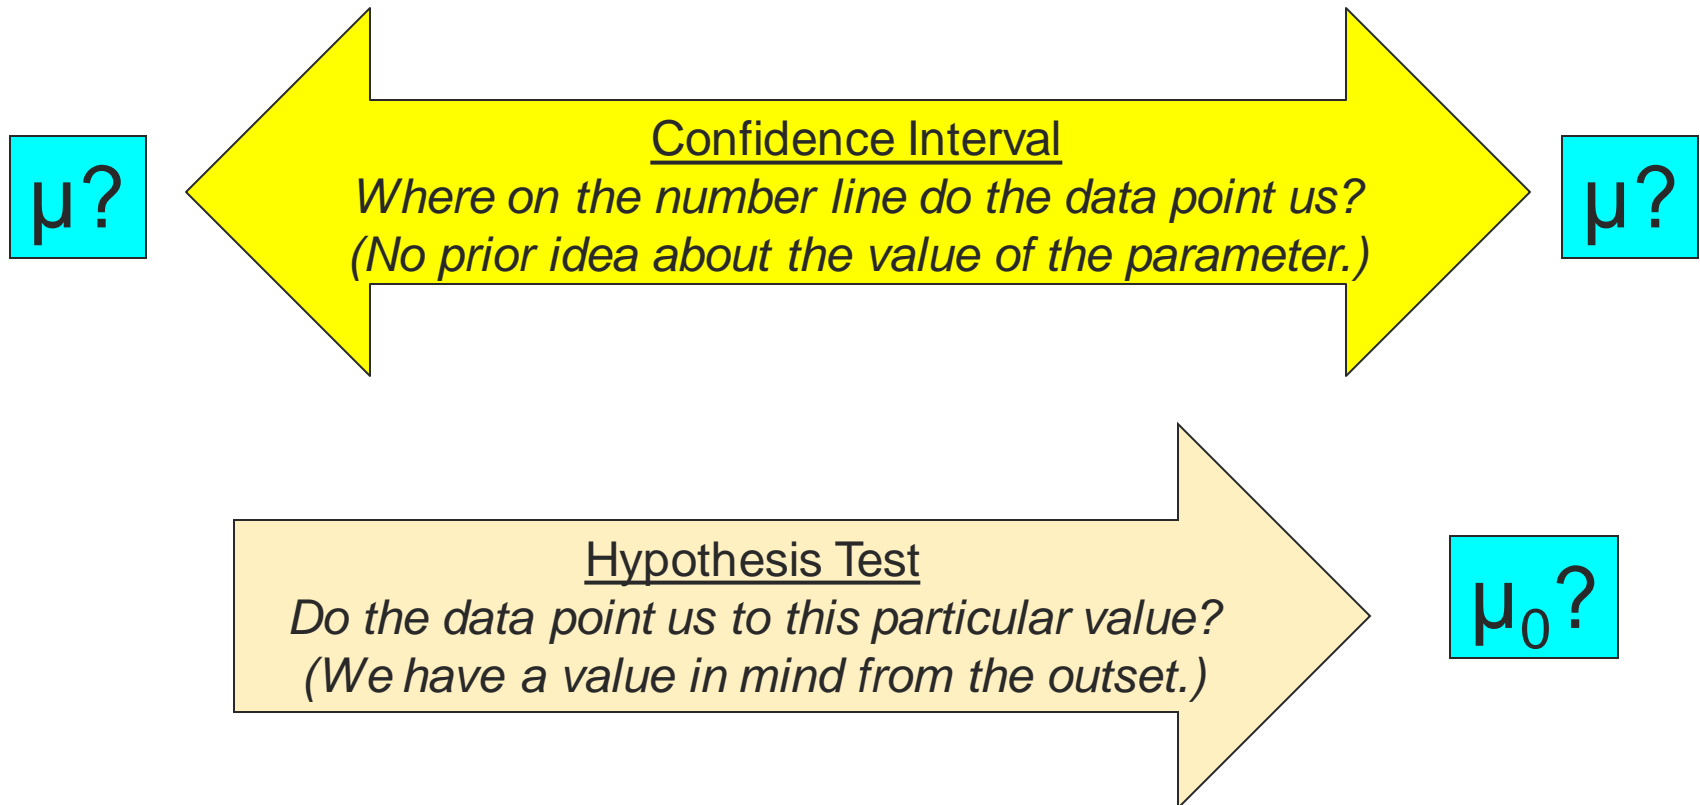 Confidence Interval
μ?
Where on the number line do the data point us?
μ?
(No prior idea about the value of the parameter.)
Hypothesis Test
Do the data point us to this particular value?
μ₀?
(We have a value in mind from the outset.)